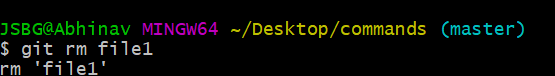 JSBG@Abhinav MINGW64 ~/Desktop/commands (master)
$ git rm file1
rm 'file1'